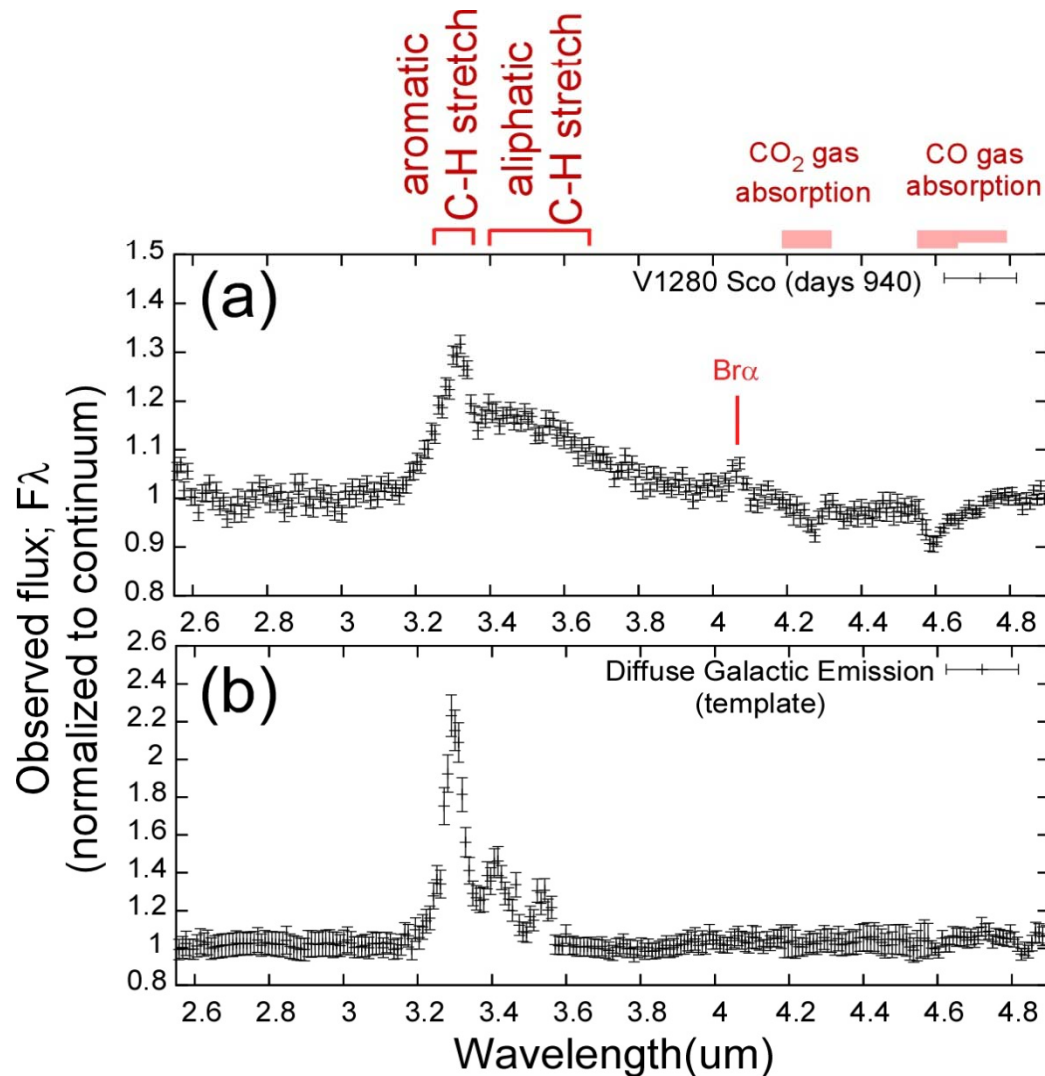 aromatic
C-H stretch
aliphatic
C-H stretch
CO2 gas
absorption
CO gas
absorption
(a)
V1280 Sco (days 940)
Brα
1.5
1.4
1.3
1.2
1.1
1
0.9
0.8
2.6 2.8 3 3.2 3.4 3.6 3.8 4 4.2 4.4 4.6 4.8
Observed flux; Fλ
(normalized to continuum)
(b)
Diffuse Galactic Emission
(template)
2.6
2.4
2.2
2
1.8
1.6
1.4
1.2
1
0.8
2.6 2.8 3 3.2 3.4 3.6 3.8 4 4.2 4.4 4.6 4.8
Wavelength(um)